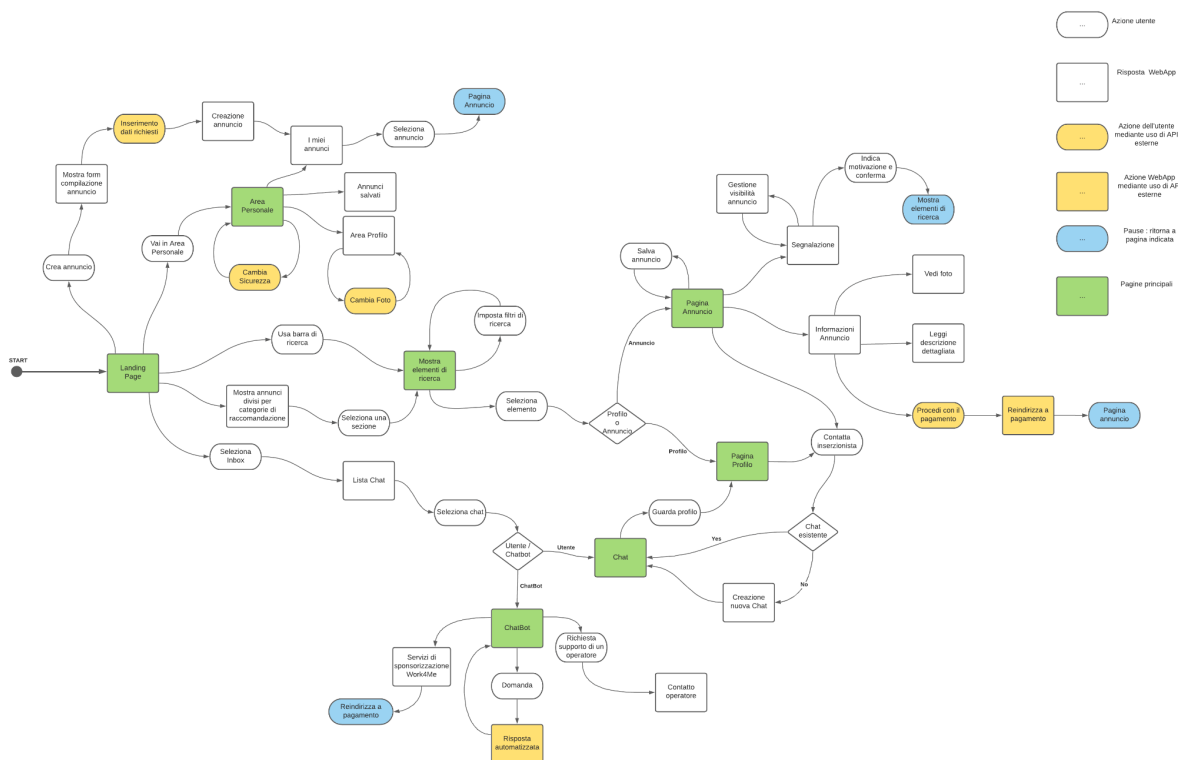 ...
Azione utente
...
Risposta WebApp
...
Azione dell'utente
mediante uso di API
esterne
...
Azione WebApp
mediante uso di AP
esterne
...
Pause : ritorna a
pagina indicata
...
Pagine principali
Inserimento
dati richiesti
Creazione
annuncio
I miei
annunci
Seleziona
annuncio
Pagina
Annuncio
Mostra form
compilazione
annuncio
Area
Personale
Annunci
salvati
Area Profilo
Vai in Area
Personale
Crea annuncio
Cambia
Sicurezza
Cambia Foto
Gestione
visibilità
annuncio
Indica
motivazione e
conferma
Mostra
elementi di
ricerca
Segnalazione
Salva
annuncio
Vedi foto
Pagina
Annuncio
Informazioni
Annuncio
Leggi
descrizione
dettagliata
Imposta filtri di
ricerca
Usa barra di
ricerca
Annuncio
START
Landing
Page
Mostra
elementi di
ricerca
Mostra annunci
divisi per
categorie di
raccomandazione
Seleziona una
sezione
Seleziona
elemento
Profilo
o
Annuncio
Procedi con il
pagamento
Reindirizza a
pagamento
Pagina
annuncio
Contatta
inserzionista
Profilo
Pagina
Profilo
Seleziona
Inbox
Lista Chat
Seleziona chat
Guarda profilo
Chat
esistente
Yes
No
Utente /
Chatbot
Utente
Chat
ChatBot
Creazione
nuova Chat
ChatBot
Richiesta
supporto di un
operatore
Servizi di
sponsorizzazione
Work4Me
Domanda
Contatto
operatore
Reindirizza a
pagamento
Risposta
automatizzata